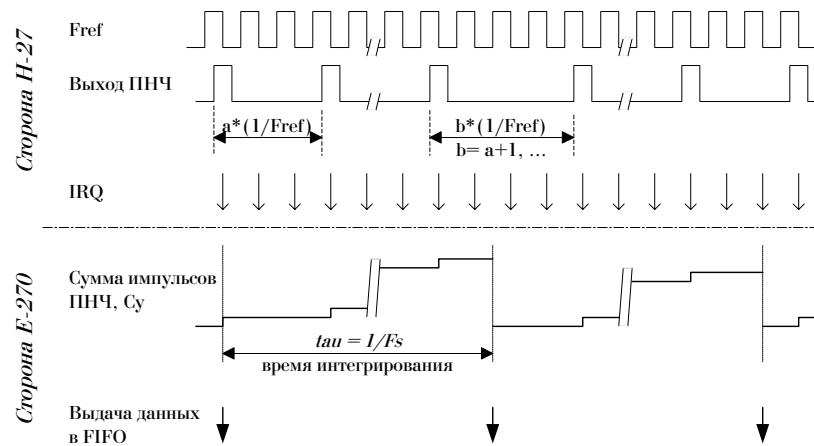 Сторона H-27
Fref
Выход ПНЧ
a*(1/Fref)
b*(1/Fref)
b= a+1, ...
IRQ
Сторона E-270
Сумма импульсов
ПНЧ, Cy
tau = 1/Fs
время интегрирования
Выдача данных
в FIFO